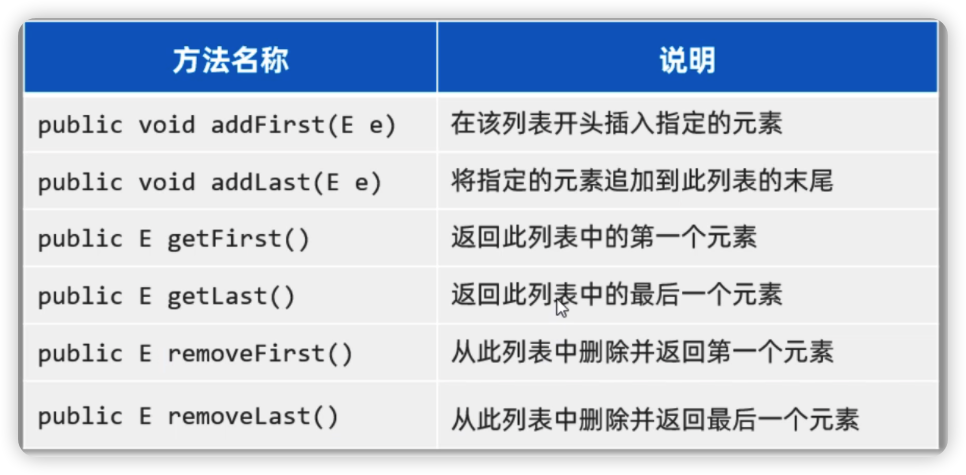 方法名称 说明
public void addFirst(E e) 在该列表开头插入指定的元素
public void addLast(E e) 将指定的元素追加到此列表的末尾
public E getFirst() 返回此列表中的第一个元素
public E getLast() 返回此列表中的最后一个元素
public E removeFirst() 从此列表中删除并返回第一个元素
public E removeLast() 从此列表中删除并返回最后一个元素